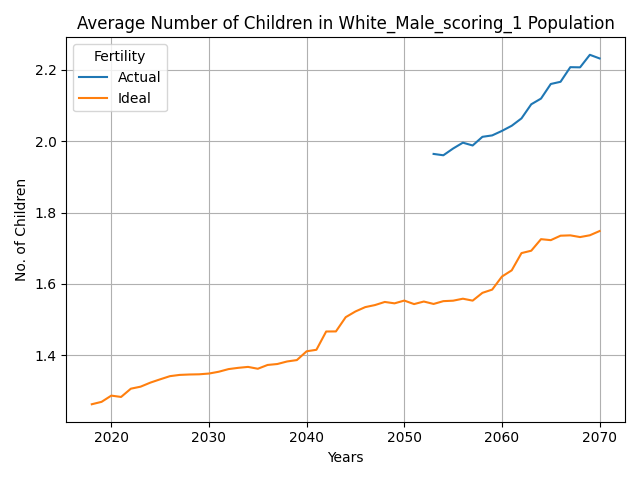 Average Number of Children in White_Male_scoring_1 Population
Fertility
Actual
Ideal
2.2
2.0
1.8
1.6
1.4
No. of Children
2020 2030 2040 2050 2060 2070
Years